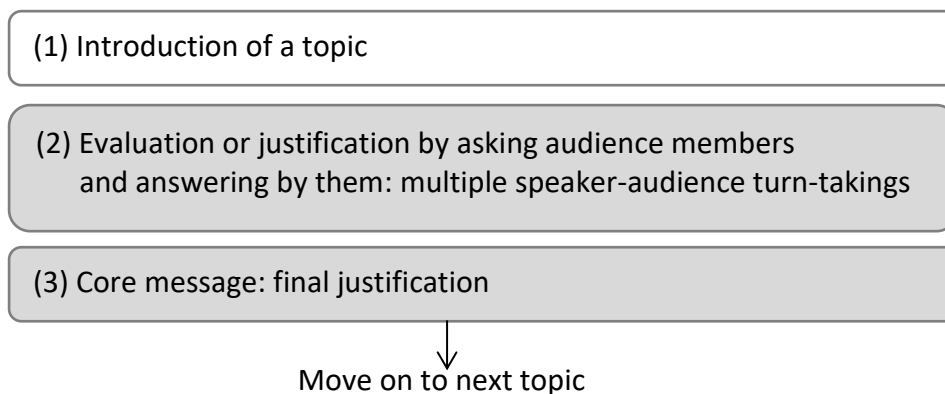 (1) Introduction of a topic
(2) Evaluation or justification by asking audience members
and answering by them: multiple speaker-audience turn-takings
(3) Core message: final justification
Move on to next topic